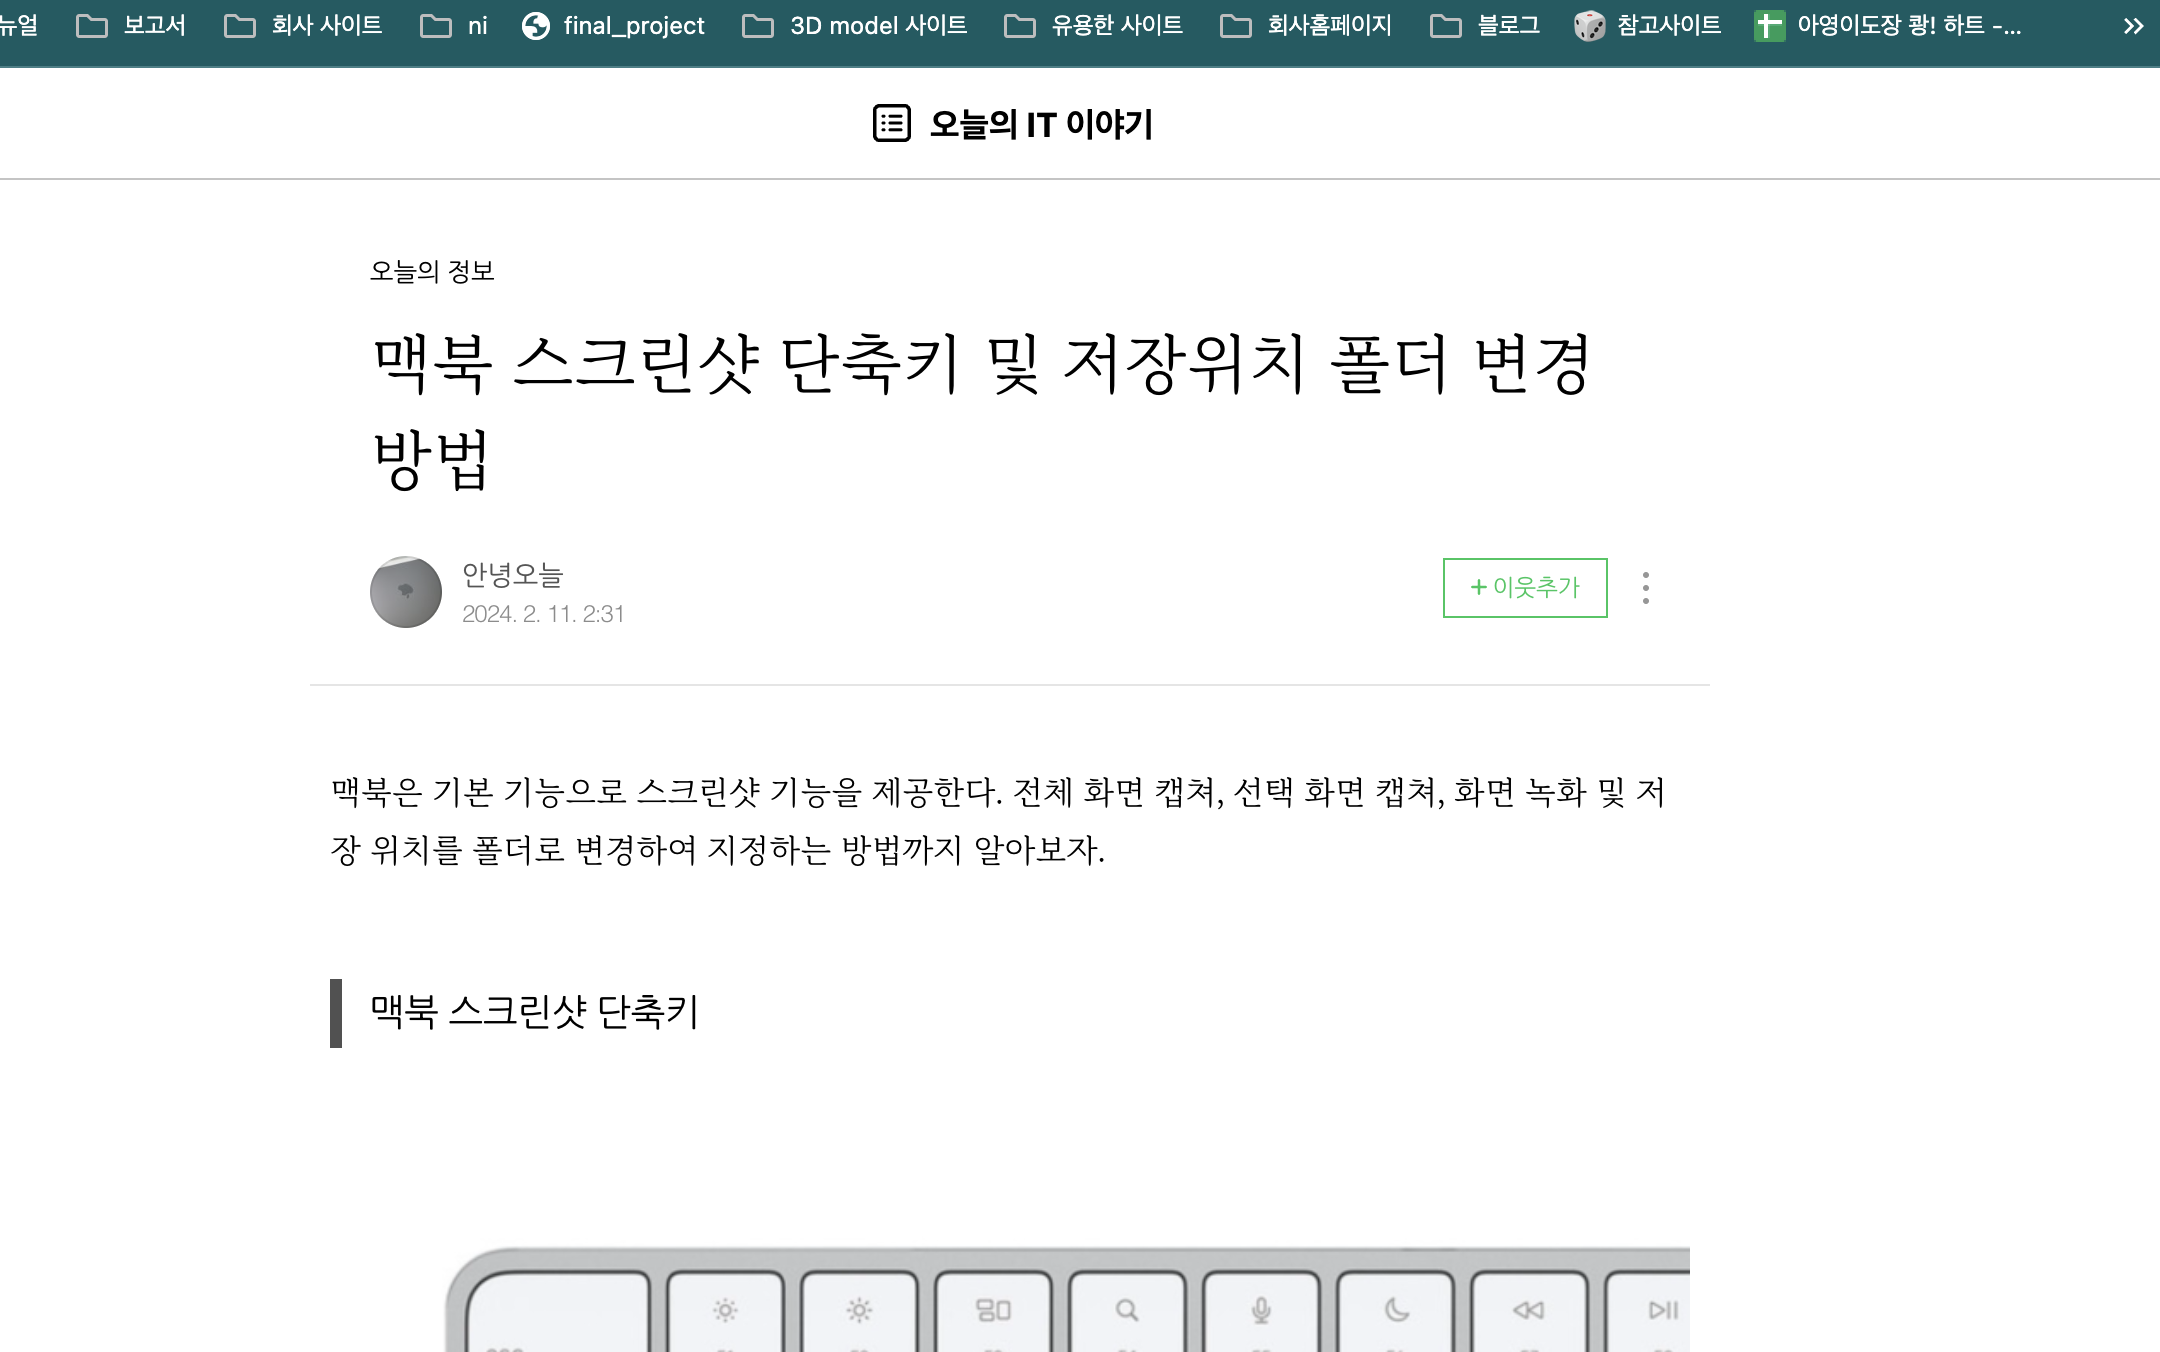 뉴얼 보고서 회사 사이트 ni final_project 3D model 사이트 유용한 사이트 회사홈페이지 블로그 참고사이트 아영이도장 쾅! 하트 -...
오늘의 IT 이야기
오늘의 정보
맥북 스크린샷 단축키 및 저장위치 폴더 변경
방법
안녕오늘
2024. 2. 11. 2:31
+ 이웃추가
맥북은 기본 기능으로 스크린샷 기능을 제공한다. 전체 화면 캡쳐, 선택 화면 캡쳐, 화면 녹화 및 저
장 위치를 폴더로 변경하여 지정하는 방법까지 알아보자.
맥북 스크린샷 단축키